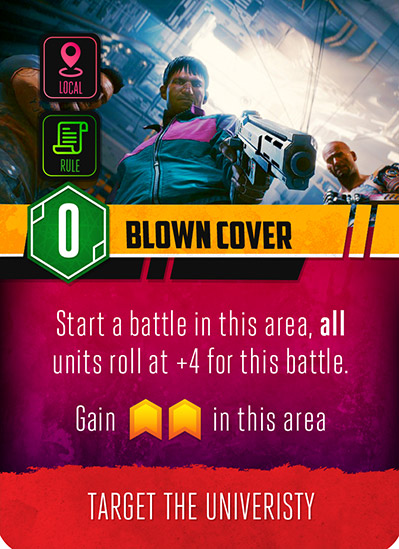 LOCAL
RULE
0
BLOWN COVER
Start a battle in this area, all
units roll at +4 for this battle.
Gain in this area
TARGET THE UNIVERISTY